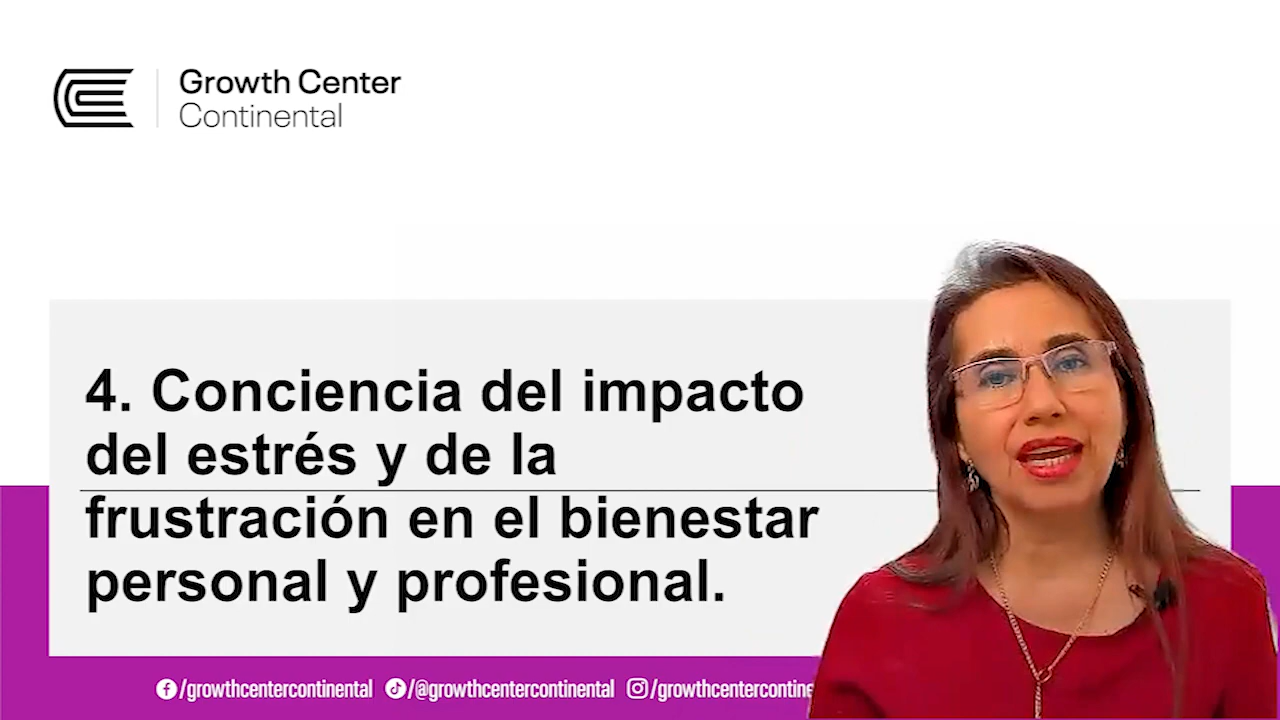 Growth Center
Continental
4. Conciencia del impacto
del estrés y de la
frustración en el bienestar
personal y profesional.
/growthcentercontinental /@growthcentercontinental /growthcentercontine